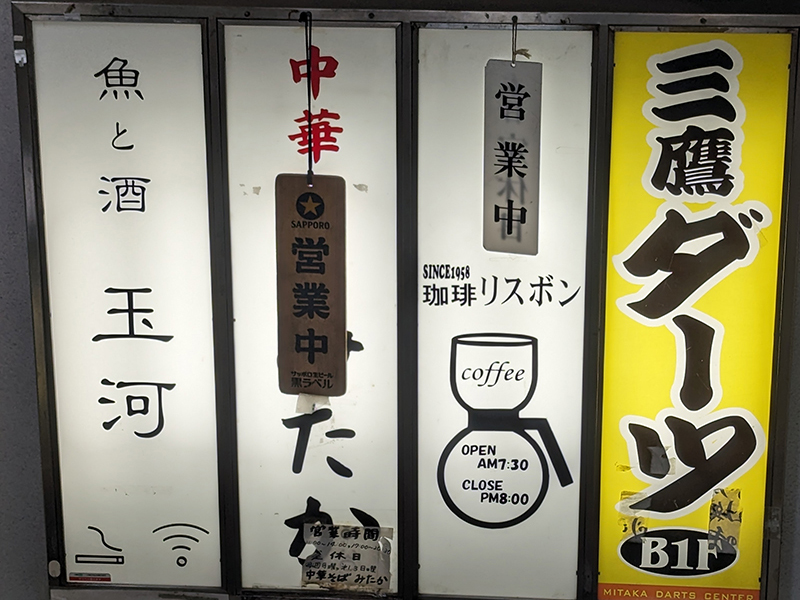 魚と酒
玉河
中華
SAPPORO
営業中
サッポロ生ビール
黒ラベル
たか
営業時間
定休日
中華そば みたか
営業中
SINCE1958
珈琲リスボン
coffee
OPEN
AM7:30
CLOSE
PM8:00
三鷹
ダーツ
B1F
MITAKA DARTS CENTER